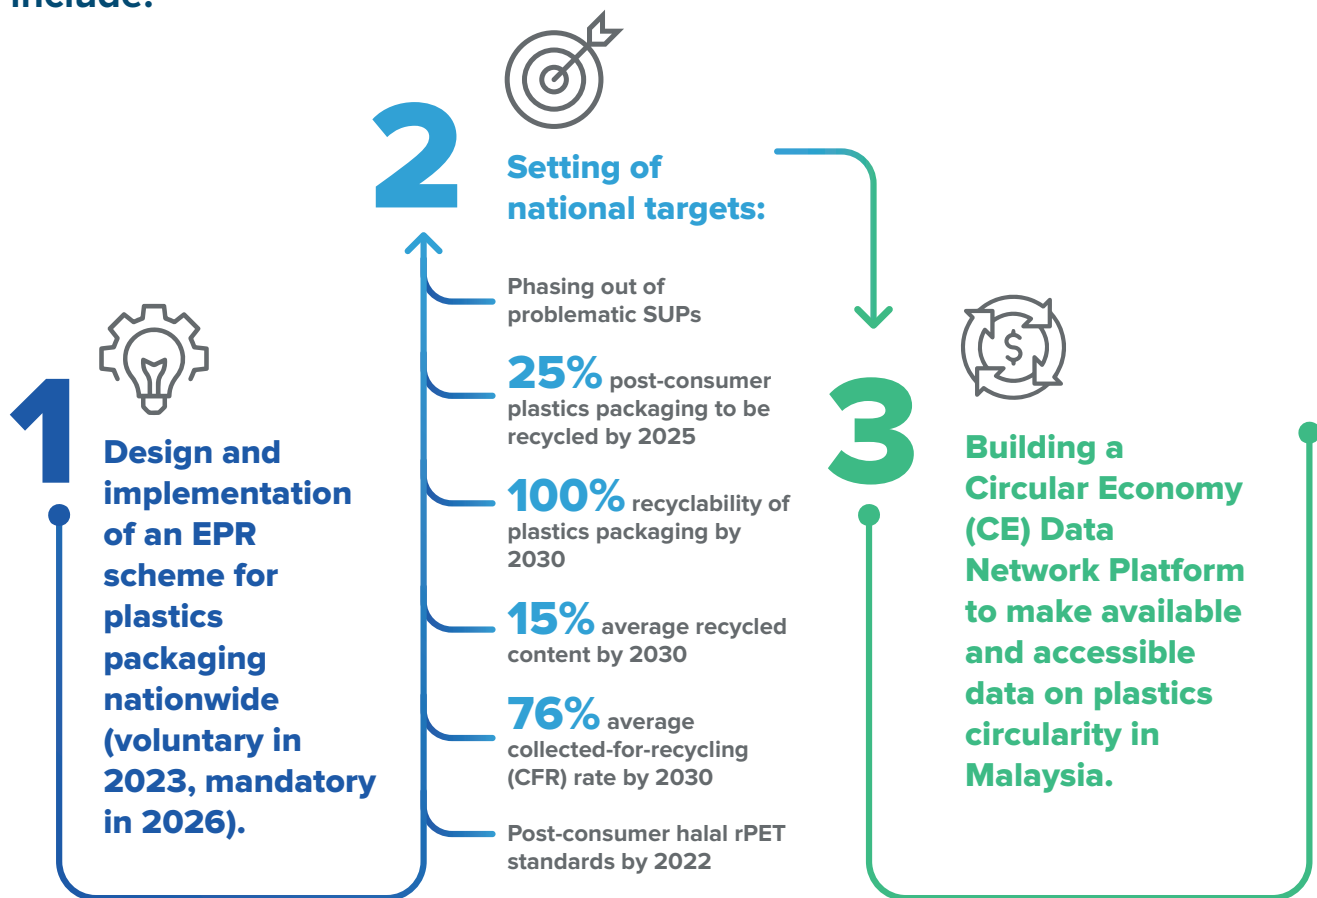 include:
1
Design and
implementation
of an EPR
scheme for
plastics
packaging
nationwide
(voluntary in
2023, mandatory
in 2026).
2
Setting of
national targets:
Phasing out of
problematic SUPs
25% post-consumer
plastics packaging to be
recycled by 2025
100% recyclability of
plastics packaging by
2030
15% average recycled
content by 2030
76% average
collected-for-recycling
(CFR) rate by 2030
Post-consumer halal rPET
standards by 2022
3
$
Building a
Circular Economy
(CE) Data
Network Platform
to make available
and accessible
data on plastics
circularity in
Malaysia.